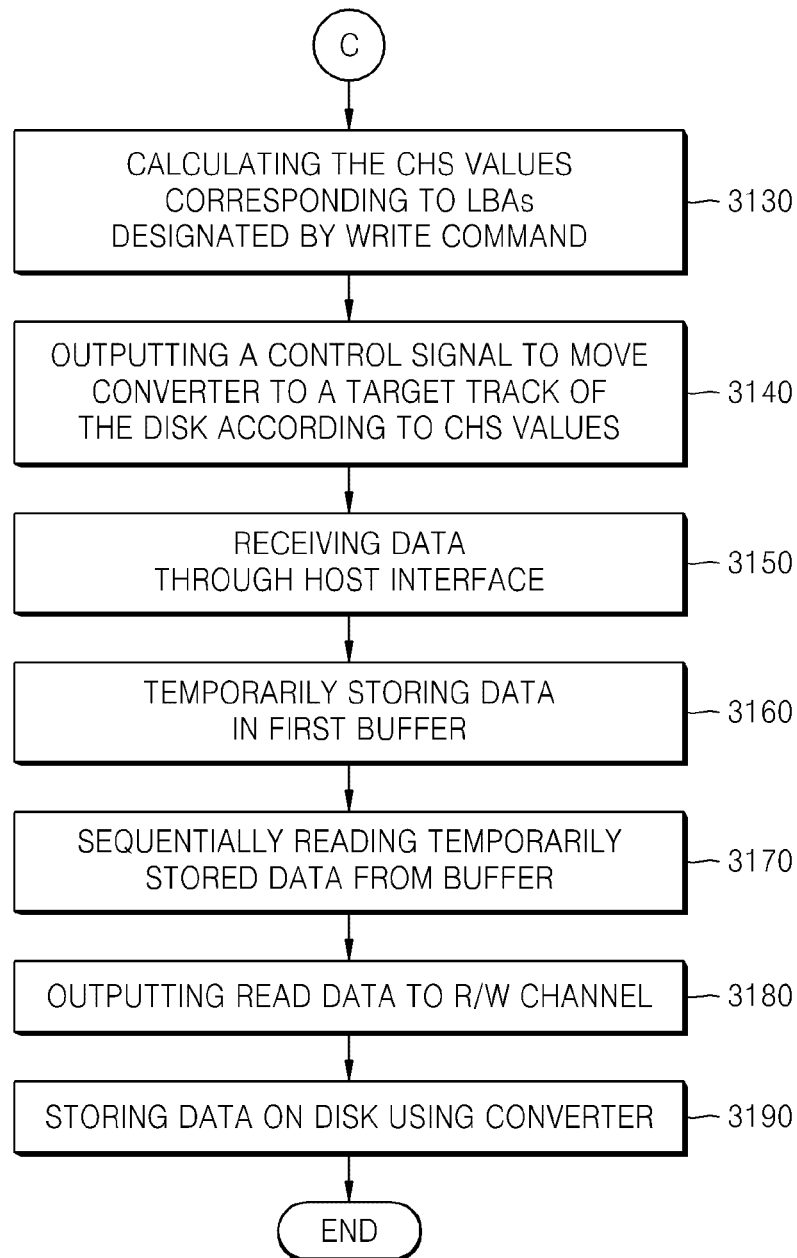 C
CALCULATING THE CHS VALUES
CORRESPONDING TO LBAs
DESIGNATED BY WRITE COMMAND
3130
OUTPUTTING A CONTROL SIGNAL TO MOVE
CONVERTER TO A TARGET TRACK OF
THE DISK ACCORDING TO CHS VALUES
3140
RECEIVING DATA
THROUGH HOST INTERFACE
3150
TEMPORARILY STORING DATA
IN FIRST BUFFER
3160
SEQUENTIALLY READING TEMPORARILY
STORED DATA FROM BUFFER
3170
OUTPUTTING READ DATA TO R/W CHANNEL
3180
STORING DATA ON DISK USING CONVERTER
3190
END